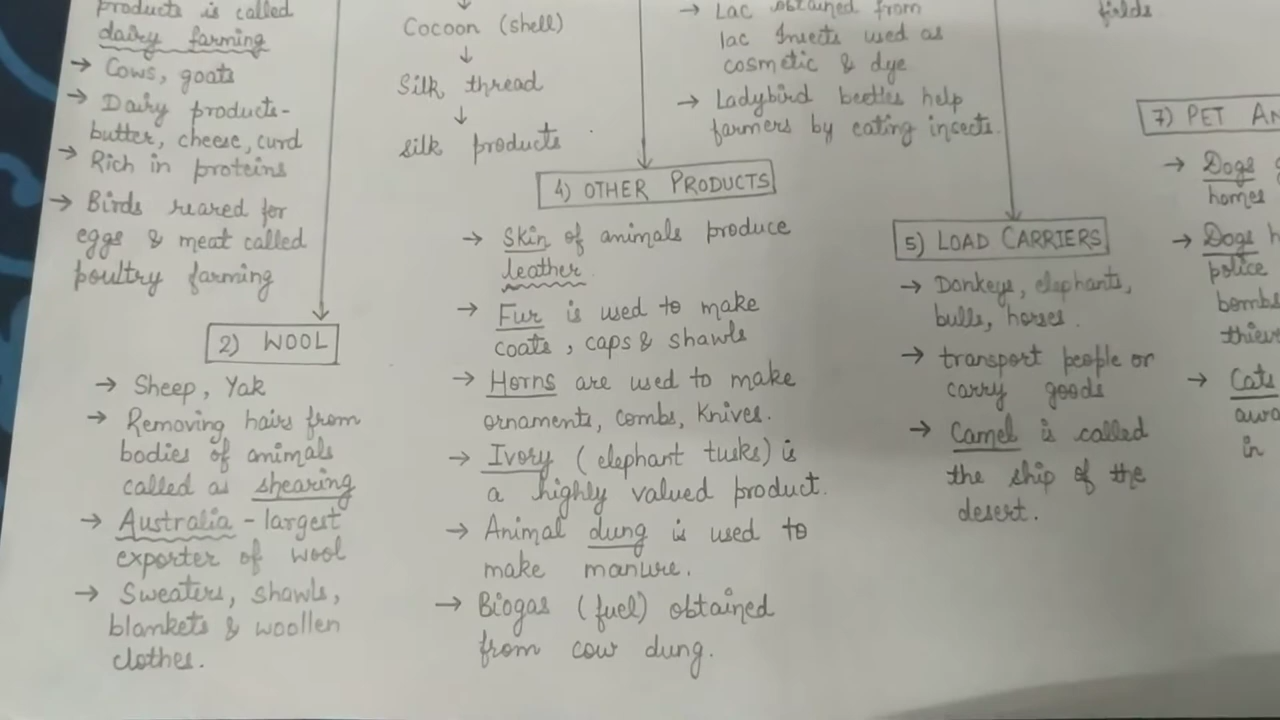 products is called
dairy farming
→ Cows, goats
→ Dairy products-
butter, cheese, curd
→ Rich in proteins
→ Birds reared for
eggs & meat called
poultry farming
2) WOOL
→ Sheep, Yak
→ Removing hairs from
bodies of animals
called as shearing
→ Australia - largest
exporter of wool
→ Sweaters, shawls,
blankets & woollen
clothes.
Cocoon (shell)
↓
Silk thread
↓
silk products
→ Lac obtained from
lac Insects used as
cosmetic & dye
→ Ladybird beetles help
farmers by eating insects.
4) OTHER PRODUCTS
→ Skin of animals produce
leather
→ Fur is used to make
coats, caps & shawls
→ Horns are used to make
ornaments, combs, Knives.
→ Ivory (elephant tusks) is
a highly valued product.
→ Animal dung is used to
make manure.
→ Biogas (fuel) obtained
from cow dung.
5) LOAD CARRIERS
→ Donkeys, elephants,
bulls, horses.
→ transport people or
carry goods
→ Camel is called
the ship of the
desert.
fields
7) PET AN
→ Dogs
homes
→ Dogs h
police
bombs
thiev
→ Cats
awa
in